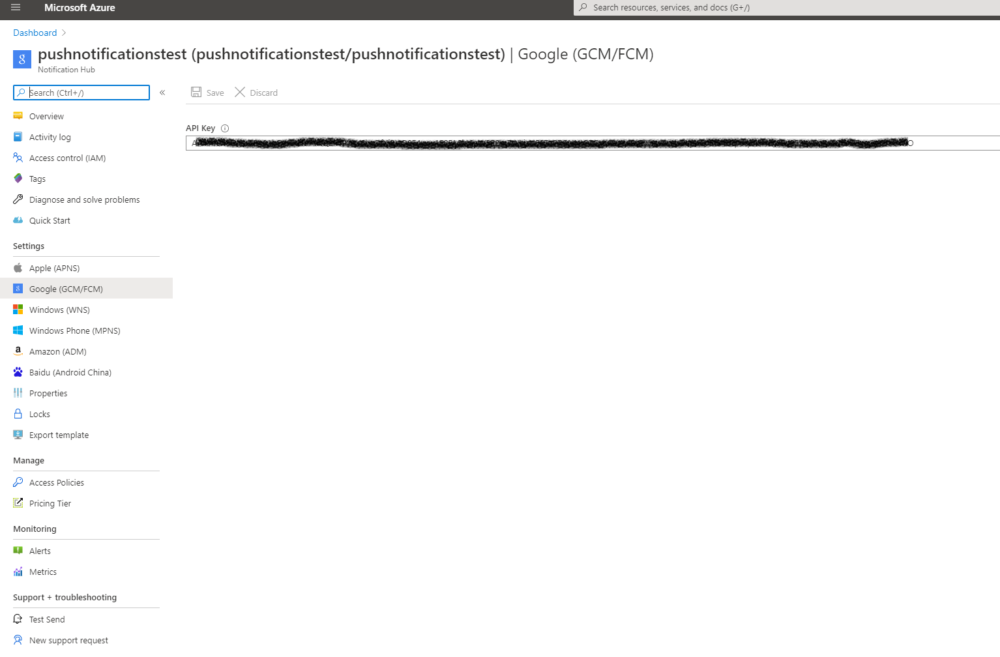 Microsoft Azure
Search resources, services, and docs (G+/)
Dashboard
pushnotificationstest (pushnotificationstest/pushnotificationstest) | Google (GCM/FCM)
Notification Hub
Search (Ctrl+/)
«
Save
Discard
Overview
Activity log
Access control (IAM)
Tags
Diagnose and solve problems
Quick Start
Settings
Apple (APNS)
Google (GCM/FCM)
Windows (WNS)
Windows Phone (MPNS)
Amazon (ADM)
Baidu (Android China)
Properties
Locks
Export template
Manage
Access Policies
Pricing Tier
Monitoring
Alerts
Metrics
Support + troubleshooting
Test Send
New support request
API Key